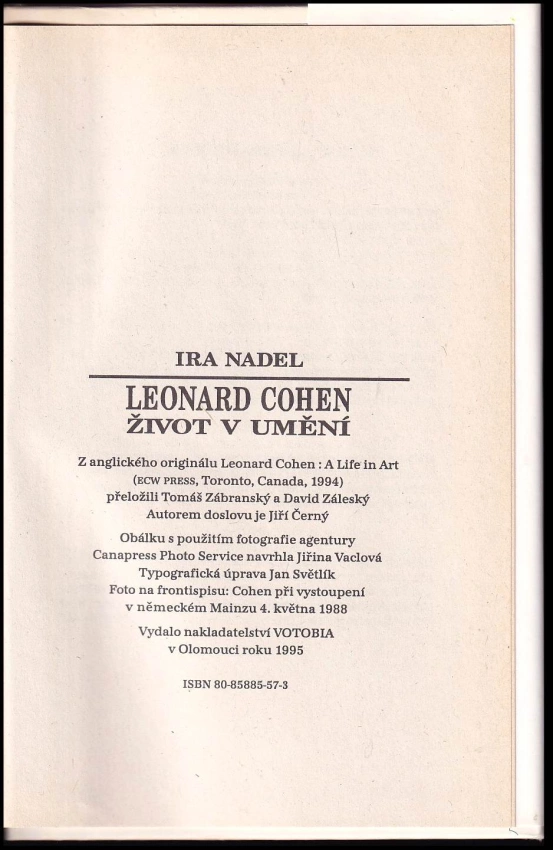 IRA NADEL
LEONARD COHEN
ŽIVOT V UMĚNÍ
Z anglického originálu Leonard Cohen : A Life in Art
(ECW PRESS, Toronto, Canada, 1994)
přeložili Tomáš Zábranský a David Záleský
Autorem doslovu je Jiří Černý
Obálku s použitím fotografie agentury
Canapress Photo Service navrhla Jiřina Vaclová
Typografická úprava Jan Světlík
Foto na frontispisu: Cohen při vystoupení
v německém Mainzu 4. května 1988
Vydalo nakladatelství VOTOBIA
v Olomouci roku 1995
ISBN 80-85885-57-3